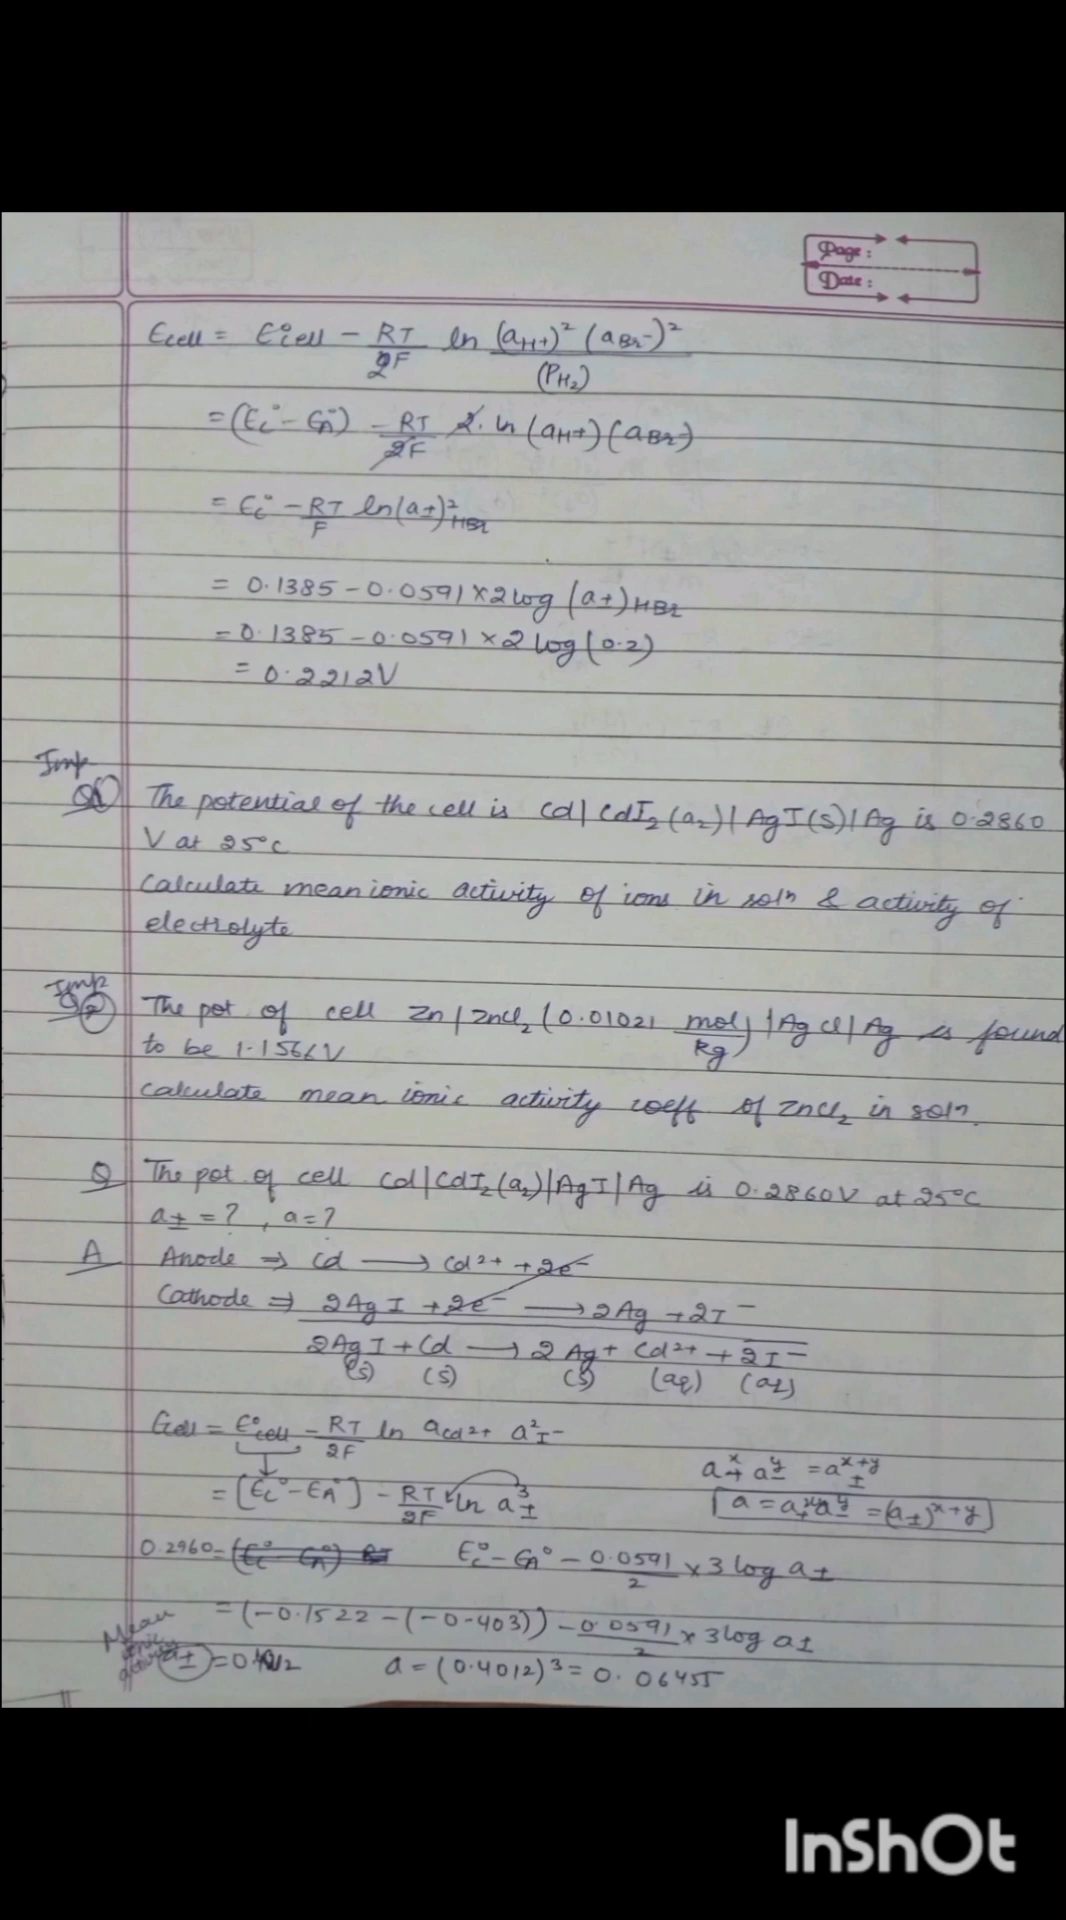 Page :
Date :
Ecell = E°cell - RT/2F ln (aH+)² (aBr-)² / (PH₂)
= (Ec° - EA°) - RT/2F 2. ln (aH+) (aBr-)
= Ec° - RT/F ln(a±)²HBr
= 0.1385 - 0.0591 × 2 log (a±)HBr
= 0.1385 - 0.0591 × 2 log (0.2)
= 0.2212V
Imp
Q1 The potential of the cell is Cd | CdI₂ (a₂) | AgI(s) | Ag is 0.2860
V at 25°C
Calculate mean ionic activity of ions in soln & activity of
electrolyte
Imp
Q2 The pot of cell Zn | ZnCl₂ (0.01021 mol/kg) | AgCl | Ag is found
to be 1.1566V
Calculate mean ionic activity coeff of ZnCl₂ in soln.
Q The pot. of cell Cd | CdI₂ (a₂) | AgI | Ag is 0.2860V at 25°C
a± = ? , a = ?
A Anode ⇒ Cd ⟶ Cd²⁺ + 2e⁻
Cathode ⇒ 2AgI + 2e⁻ ⟶ 2Ag + 2I⁻
2AgI + Cd ⟶ 2Ag + Cd²⁺ + 2I⁻
(s) (s) (s) (aq) (aq)
Ecell = E°cell - RT/2F ln aCd²⁺ a²I⁻
a₊ˣ a₋ʸ = a±ˣ⁺ʸ
= [Ec° - EA°] - RT/2F ln a±³
a = a₊ˣ a₋ʸ = (a±)ˣ⁺ʸ
0.2960 = (Ec° - EA°) RT Ec° - EA° - 0.0591/2 × 3 log a±
= (-0.1522 - (-0.403)) - 0.0591/2 × 3 log a±
Mean ionic activity a± = 0.4012 a = (0.4012)³ = 0.06455
InShOt